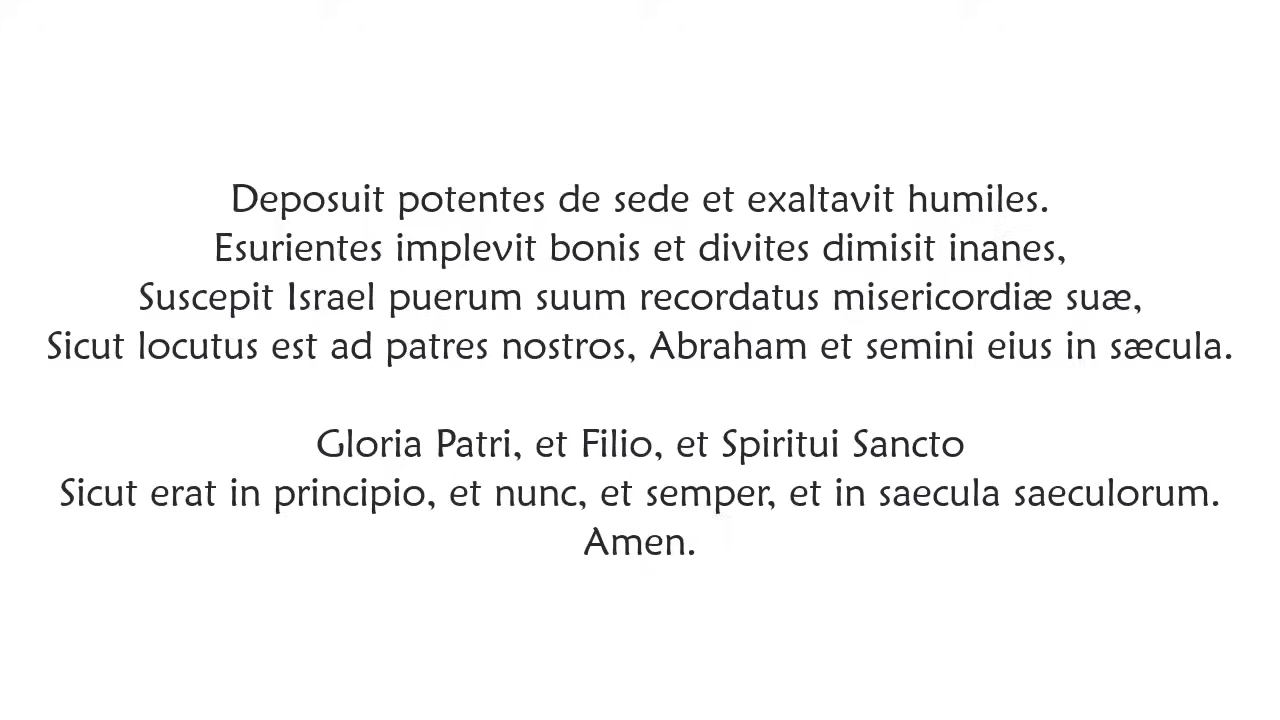 Deposuit potentes de sede et exaltavit humiles.
Esurientes implevit bonis et divites dimisit inanes,
Suscepit Israel puerum suum recordatus misericordiæ suæ,
Sicut locutus est ad patres nostros, Abraham et semini eius in sæcula.
Gloria Patri, et Filio, et Spiritui Sancto
Sicut erat in principio, et nunc, et semper, et in saecula saeculorum.
Amen.